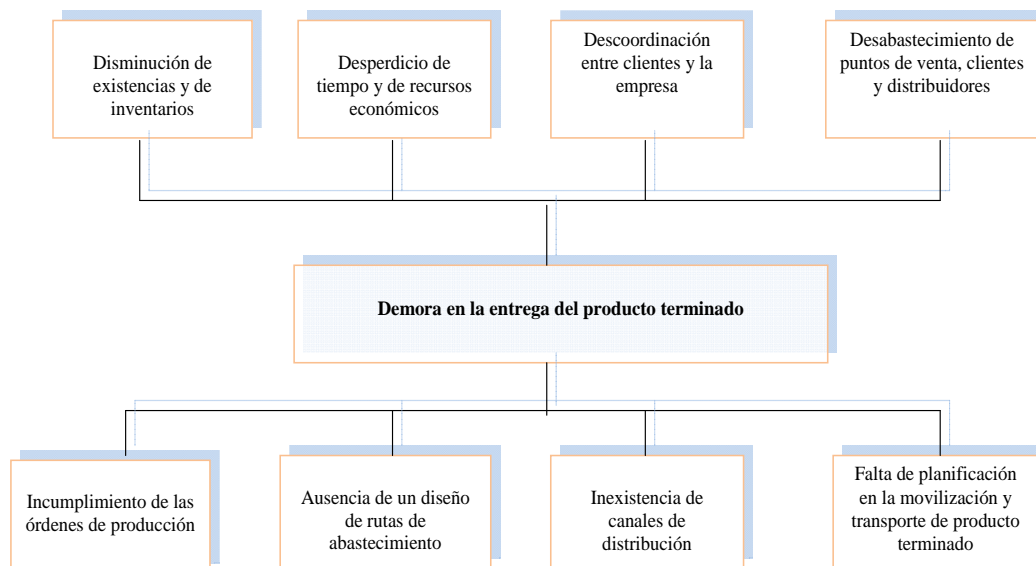 Disminución de
existencias y de
inventarios
Desperdicio de
tiempo y de recursos
económicos
Descoordinación
entre clientes y la
empresa
Desabastecimiento de
puntos de venta, clientes
y distribuidores
Demora en la entrega del producto terminado
Incumplimiento de las
órdenes de producción
Ausencia de un diseño
de rutas de
abastecimiento
Inexistencia de
canales de
distribución
Falta de planificación
en la movilización y
transporte de producto
terminado